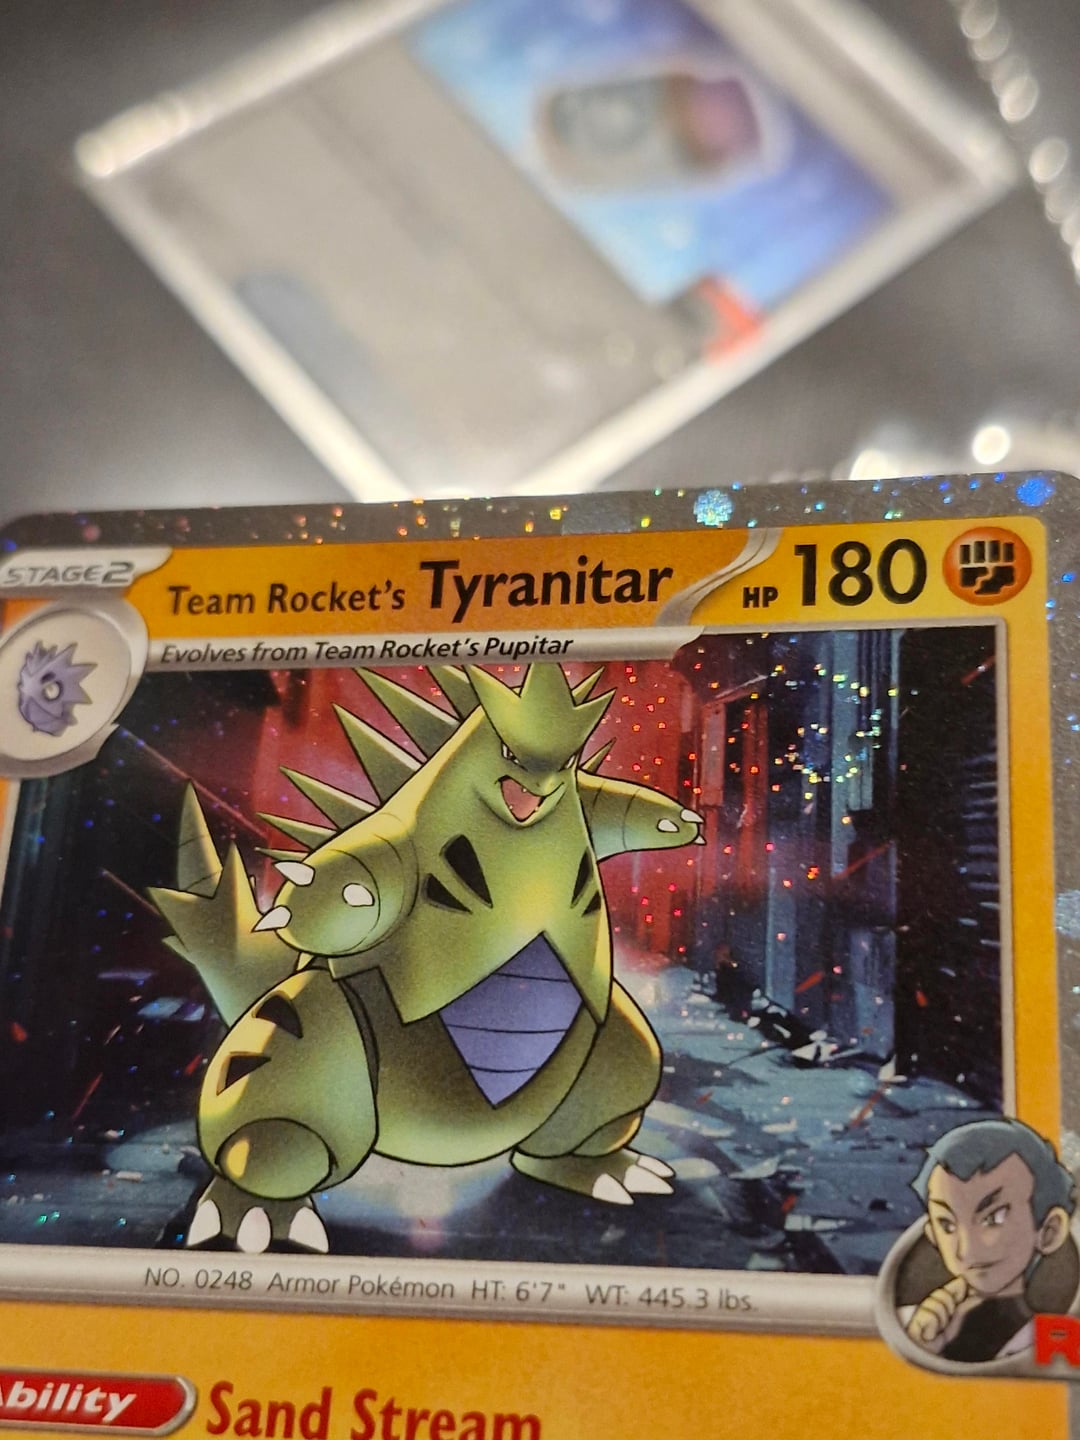 STAGE2
Team Rocket's Tyranitar HP 180
Evolves from Team Rocket's Pupitar
NO. 0248 Armor Pokémon HT: 6'7" WT: 445.3 lbs.
R
Ability Sand Stream